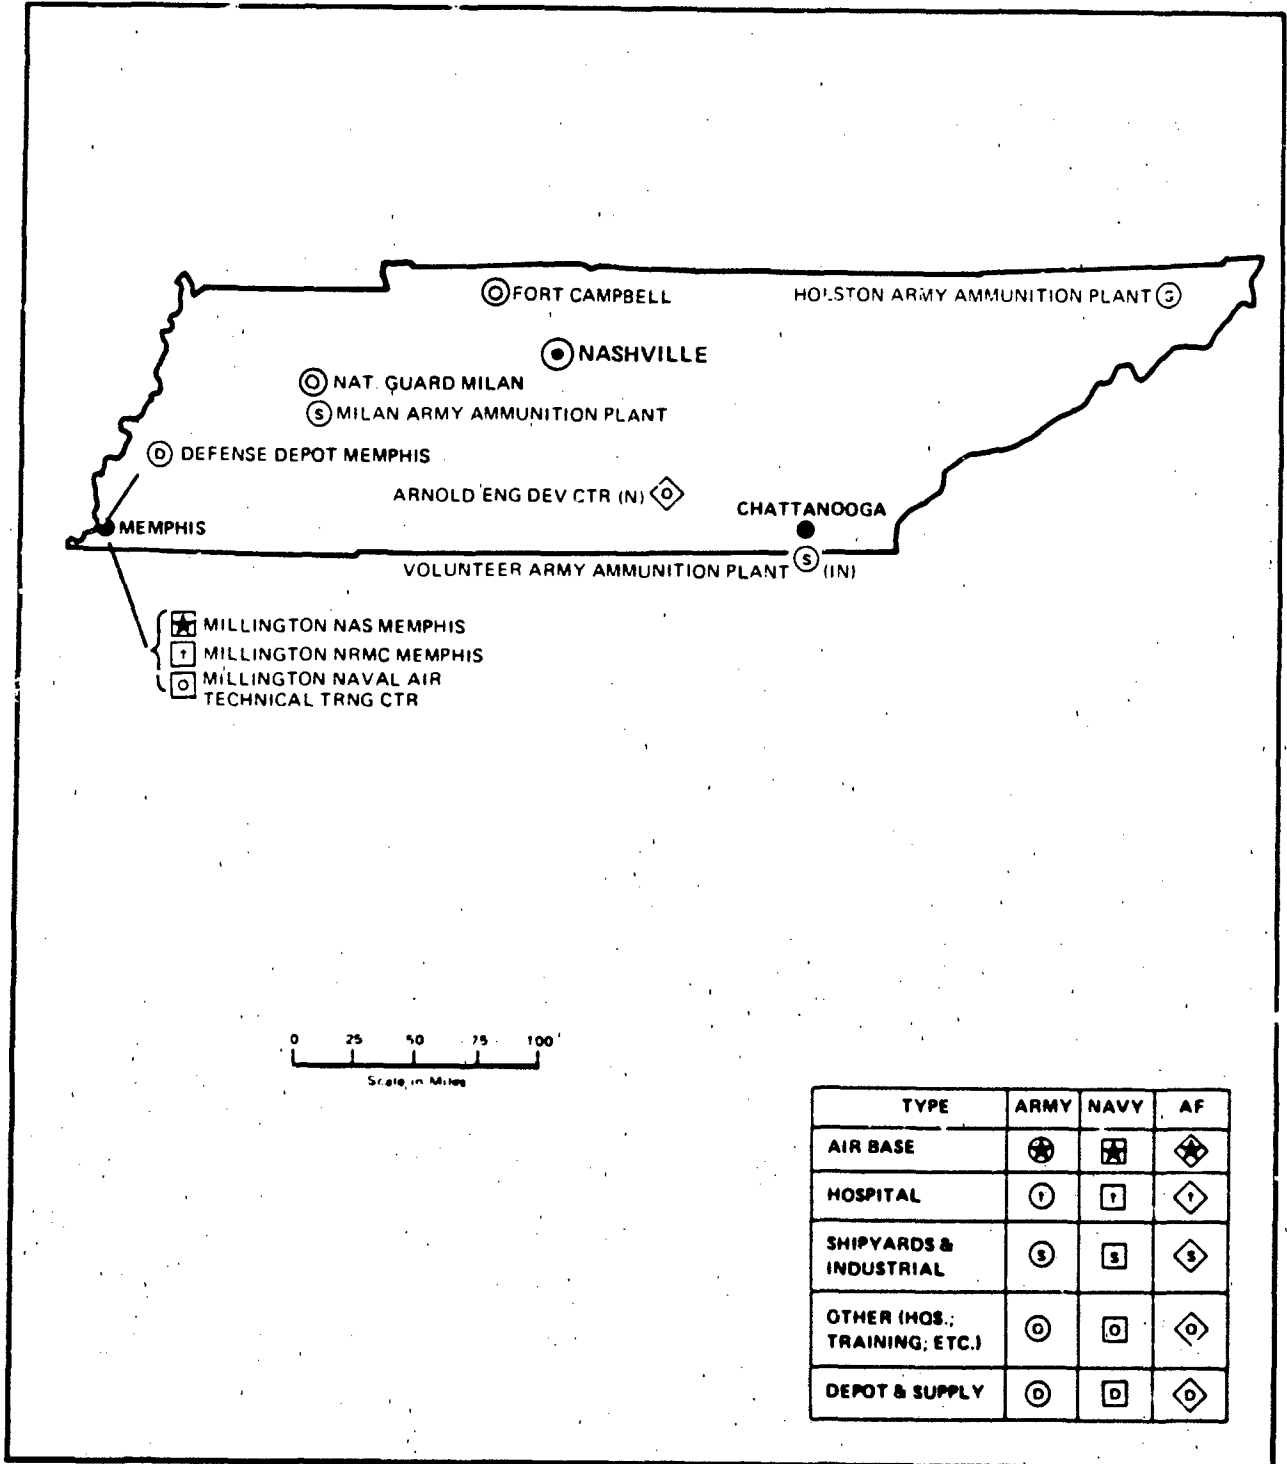 O FORT CAMPBELL
HOLSTON ARMY AMMUNITION PLANT S
NASHVILLE
O NAT. GUARD MILAN
S MILAN ARMY AMMUNITION PLANT
D DEFENSE DEPOT MEMPHIS
ARNOLD ENG DEV CTR (N) O
CHATTANOOGA
MEMPHIS
VOLUNTEER ARMY AMMUNITION PLANT S (IN)
MILLINGTON NAS MEMPHIS
MILLINGTON NRMC MEMPHIS
O MILLINGTON NAVAL AIR
TECHNICAL TRNG CTR
0 25 50 75 100
Scale in Miles
TYPE ARMY NAVY AF
AIR BASE
HOSPITAL
SHIPYARDS &
INDUSTRIAL S S S
OTHER (HOS.;
TRAINING; ETC.) O O O
DEPOT & SUPPLY D D D